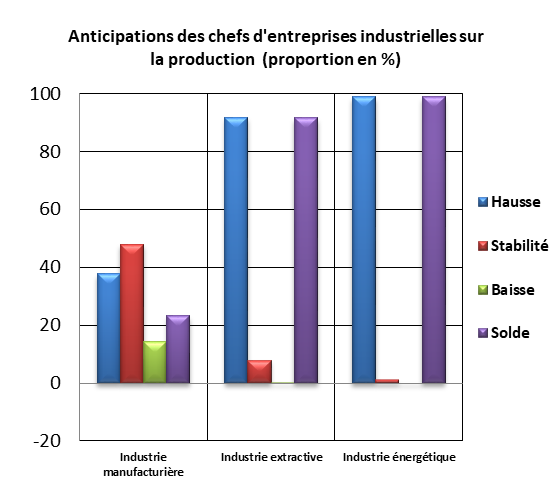 Anticipations des chefs d'entreprises industrielles sur
la production (proportion en %)
100
80
60
40
20
0
-20
Industrie
manufacturière
Industrie extractive
Industrie énergétique
Hausse
Stabilité
Baisse
Solde